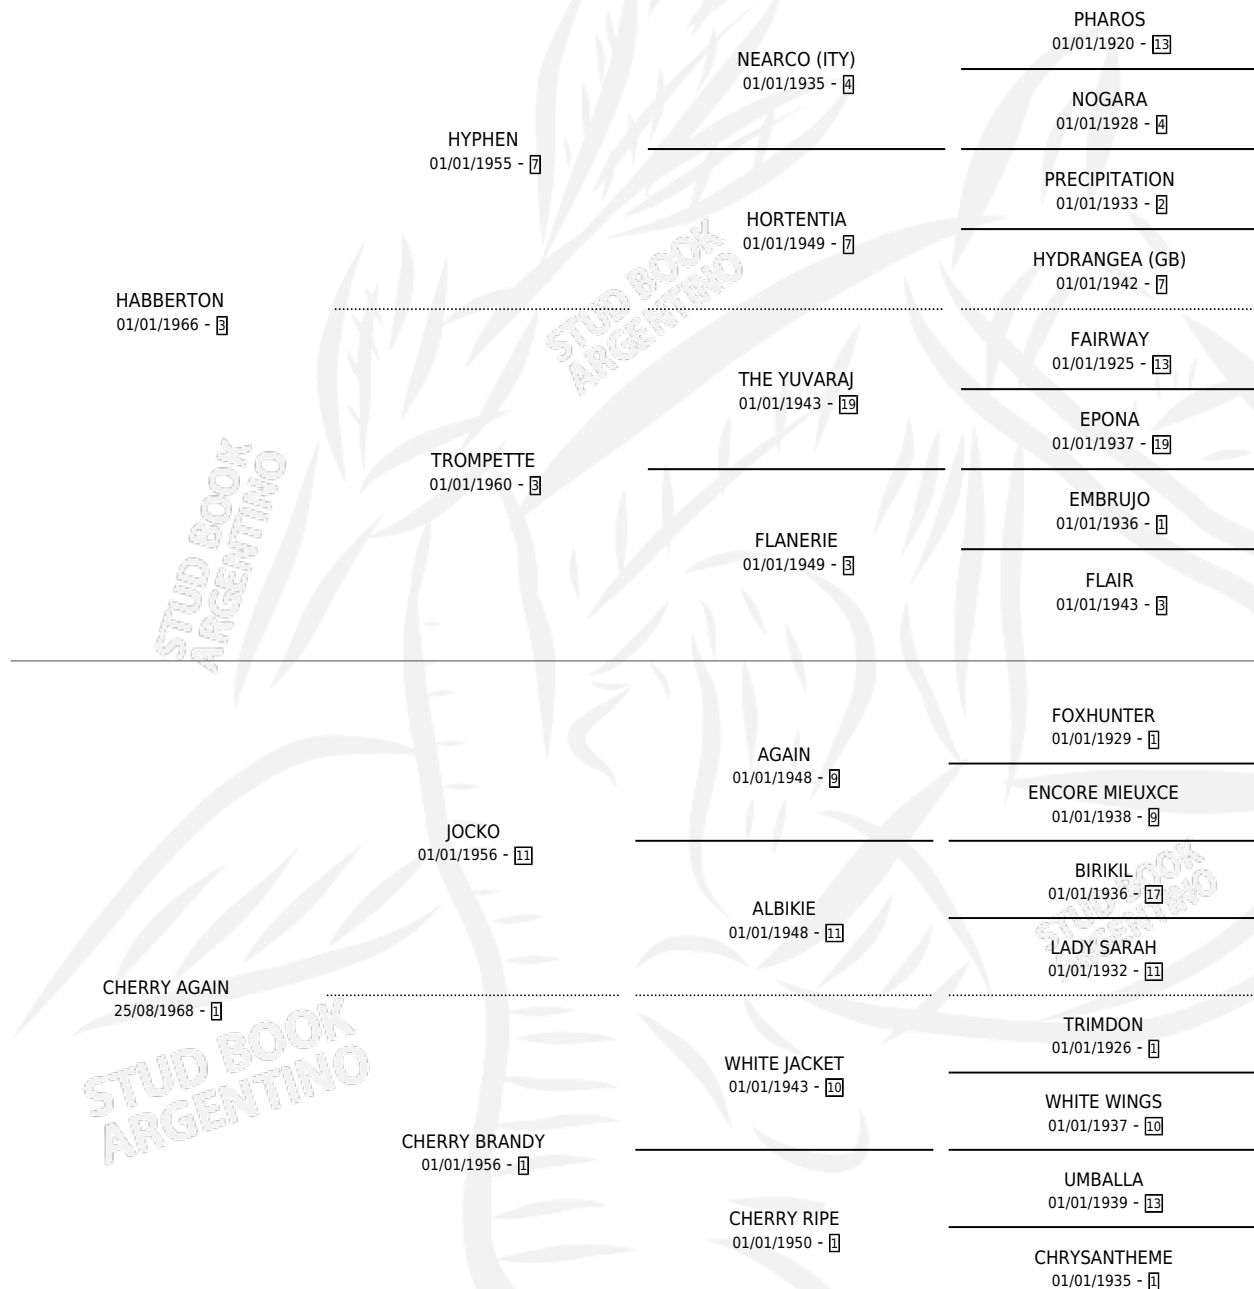 PHAROS
01/01/1920 - 13
NEARCO (ITY)
01/01/1935 - 4
NOGARA
01/01/1928 - 4
HYPHEN
01/01/1955 - 7
PRECIPITATION
01/01/1933 - 2
HORTENTIA
01/01/1949 - 7
HYDRANGEA (GB)
01/01/1942 - 7
HABBERTON
01/01/1966 - 3
FAIRWAY
01/01/1925 - 13
THE YUVARAJ
01/01/1943 - 19
EPONA
01/01/1937 - 19
TROMPETTE
01/01/1960 - 3
EMBRUJO
01/01/1936 - 1
FLANERIE
01/01/1949 - 3
FLAIR
01/01/1943 - 3
FOXHUNTER
01/01/1929 - 1
AGAIN
01/01/1948 - 9
ENCORE MIEUXCE
01/01/1938 - 9
JOCKO
01/01/1956 - 11
BIRIKIL
01/01/1936 - 17
ALBIKIE
01/01/1948 - 11
LADY SARAH
01/01/1932 - 11
CHERRY AGAIN
25/08/1968 - 1
TRIMDON
01/01/1926 - 1
WHITE JACKET
01/01/1943 - 10
WHITE WINGS
01/01/1937 - 10
CHERRY BRANDY
01/01/1956 - 1
UMBALLA
01/01/1939 - 13
CHERRY RIPE
01/01/1950 - 1
CHRYSANTHEME
01/01/1935 - 1
STUD BOOK
ARGENTINO
STUD BOOK
ARGENTINO
STUD BOOK
ARGENTINO
STUD BOOK
ARGENTINO